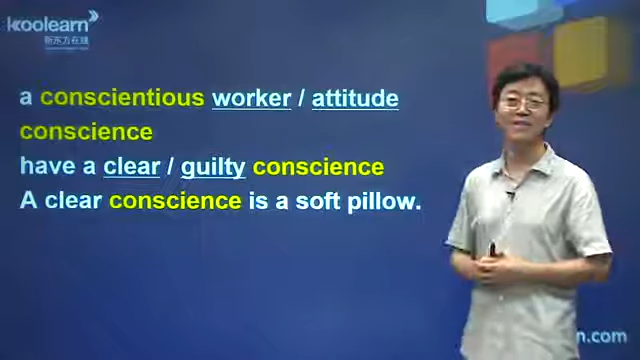 koolearn
新东方在线
a conscientious worker / attitude
conscience
have a clear / guilty conscience
A clear conscience is a soft pillow.
n.com